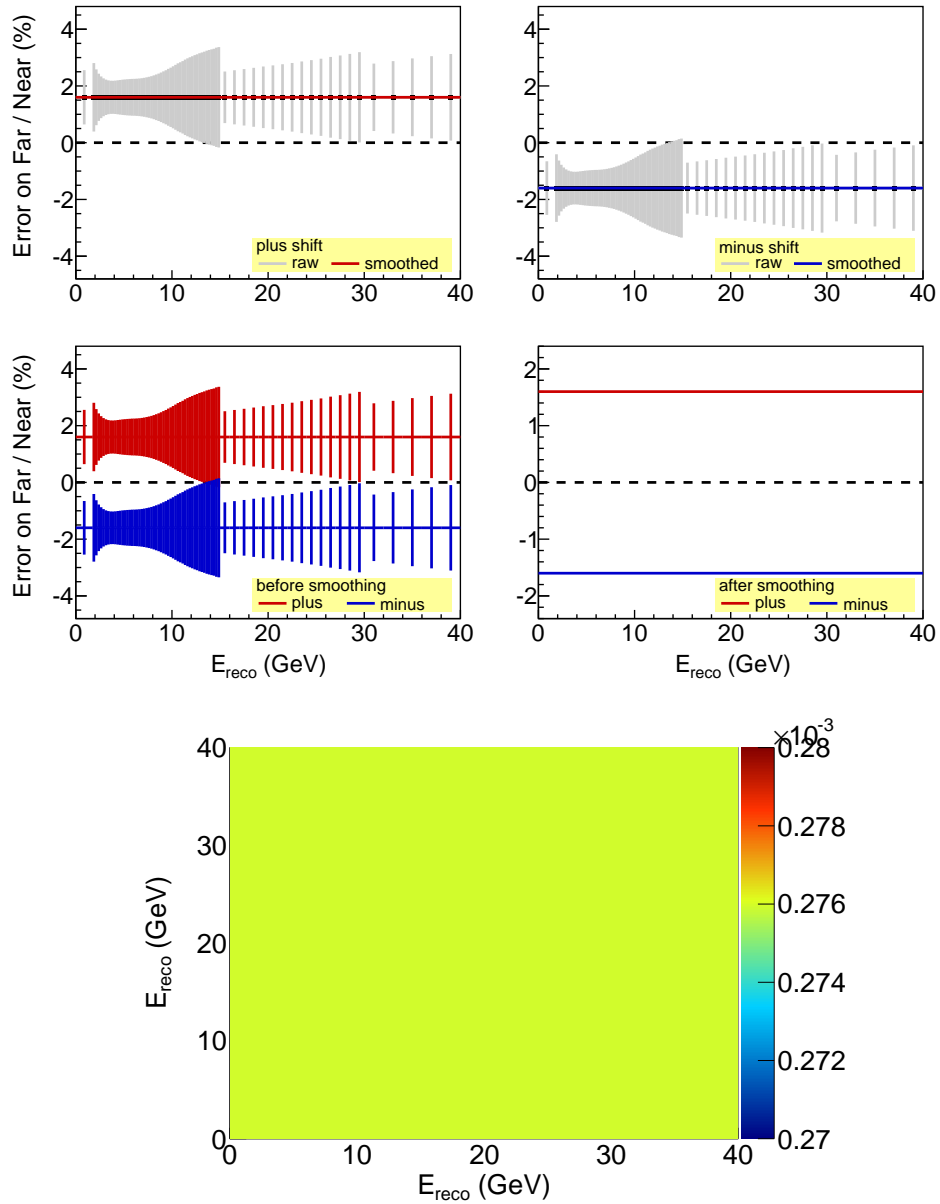 Error on Far / Near (%)
4
2
0
-2
-4
plus shift
raw smoothed
0 10 20 30 40
4
2
0
-2
-4
minus shift
raw smoothed
0 10 20 30 40
Error on Far / Near (%)
4
2
0
-2
-4
before smoothing
plus minus
0 10 20 30 40
E_reco (GeV)
2
1
0
-1
-2
after smoothing
plus minus
0 10 20 30 40
E_reco (GeV)
×10^-3
E_reco (GeV)
40
30
20
10
0
0 10 20 30 40
E_reco (GeV)
0.28
0.278
0.276
0.274
0.272
0.27